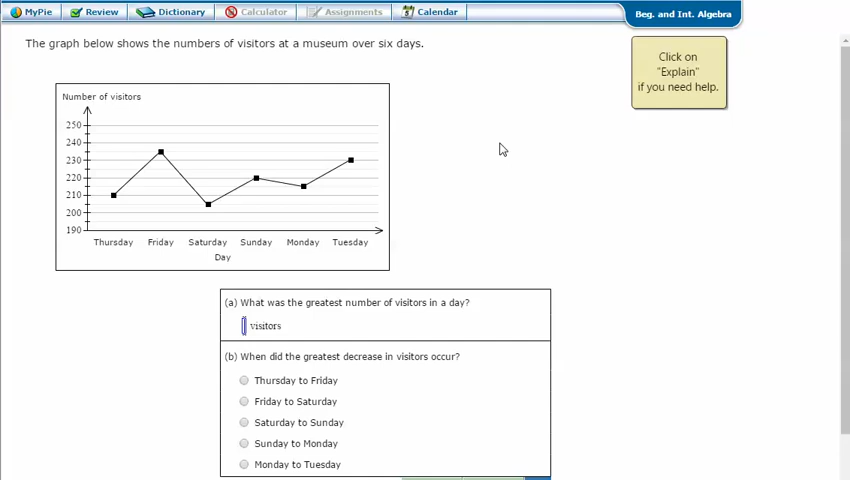 MyPie Review Dictionary Calculator Assignments Calendar
Beg. and Int. Algebra
The graph below shows the numbers of visitors at a museum over six days.
Click on
"Explain"
if you need help.
Number of visitors
250
240
230
220
210
200
190
Thursday Friday Saturday Sunday Monday Tuesday
Day
(a) What was the greatest number of visitors in a day?
visitors
(b) When did the greatest decrease in visitors occur?
Thursday to Friday
Friday to Saturday
Saturday to Sunday
Sunday to Monday
Monday to Tuesday